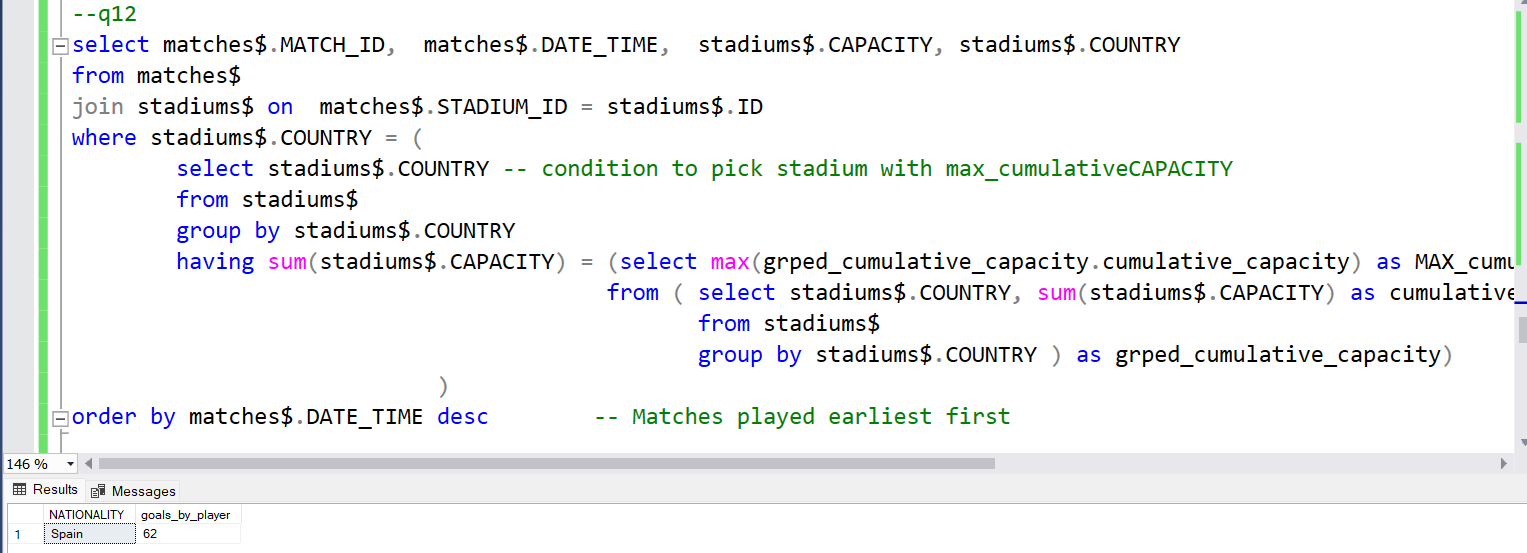 --q12
select matches$.MATCH_ID,  matches$.DATE_TIME,  stadiums$.CAPACITY, stadiums$.COUNTRY
from matches$
join stadiums$ on  matches$.STADIUM_ID = stadiums$.ID
where stadiums$.COUNTRY = (
select stadiums$.COUNTRY -- condition to pick stadium with max_cumulativeCAPACITY
from stadiums$
group by stadiums$.COUNTRY
having sum(stadiums$.CAPACITY) = (select max(grped_cumulative_capacity.cumulative_capacity) as MAX_cumu
from ( select stadiums$.COUNTRY, sum(stadiums$.CAPACITY) as cumulative
from stadiums$
group by stadiums$.COUNTRY ) as grped_cumulative_capacity)
)
order by matches$.DATE_TIME desc        -- Matches played earliest first
146 %
Results Messages
NATIONALITY goals_by_player
1 Spain 62